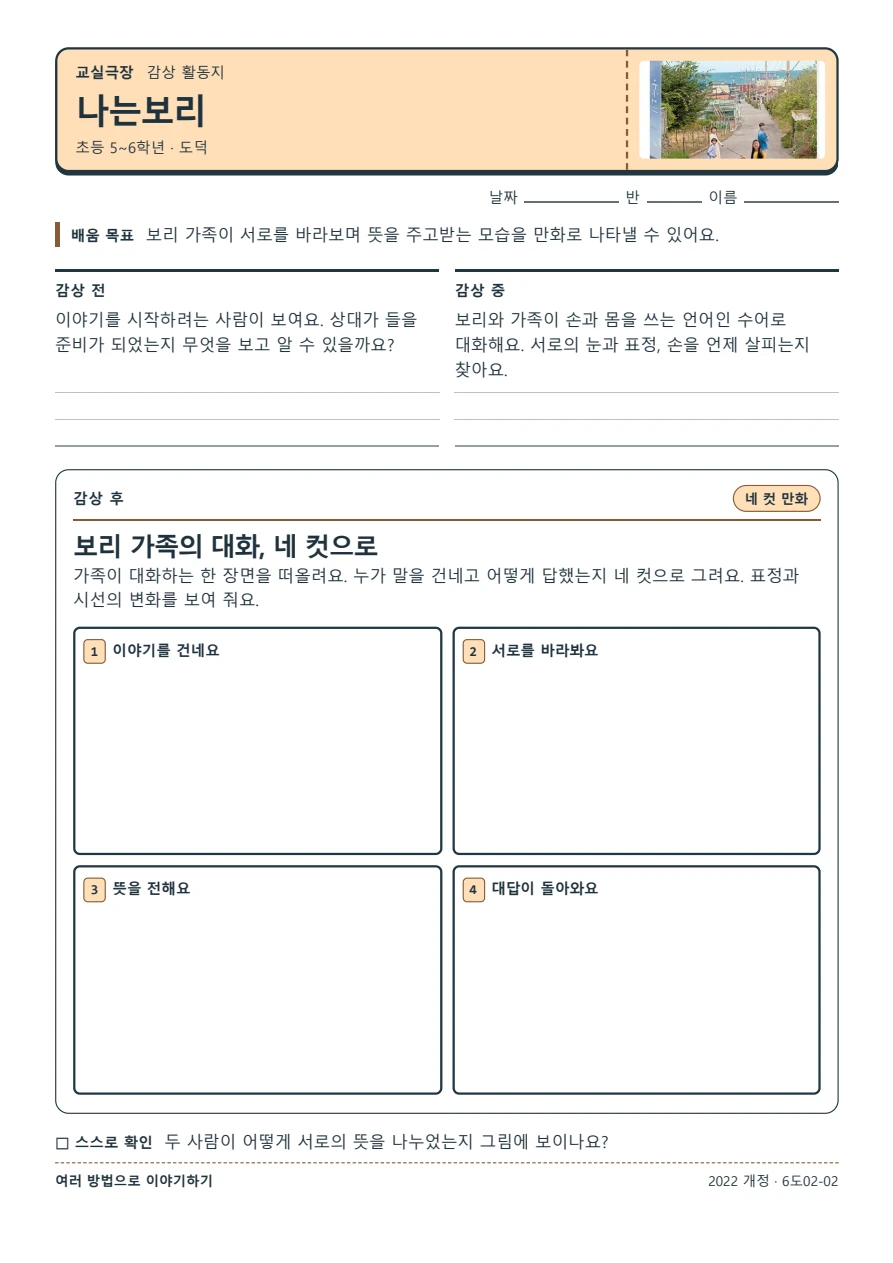 교실극장 감상 활동지
나는보리
초등 5~6학년 · 도덕
날짜 반 이름
배움 목표 보리 가족이 서로를 바라보며 뜻을 주고받는 모습을 만화로 나타낼 수 있어요.
감상 전
이야기를 시작하려는 사람이 보여요. 상대가 들을
준비가 되었는지 무엇을 보고 알 수 있을까요?
감상 중
보리와 가족이 손과 몸을 쓰는 언어인 수어로
대화해요. 서로의 눈과 표정, 손을 언제 살피는지
찾아요.
감상 후
네 컷 만화
보리 가족의 대화, 네 컷으로
가족이 대화하는 한 장면을 떠올려요. 누가 말을 건네고 어떻게 답했는지 네 컷으로 그려요. 표정과
시선의 변화를 보여 줘요.
1 이야기를 건네요
2 서로를 바라봐요
3 뜻을 전해요
4 대답이 돌아와요
스스로 확인 두 사람이 어떻게 서로의 뜻을 나누었는지 그림에 보이나요?
여러 방법으로 이야기하기
2022 개정 · 6도02-02